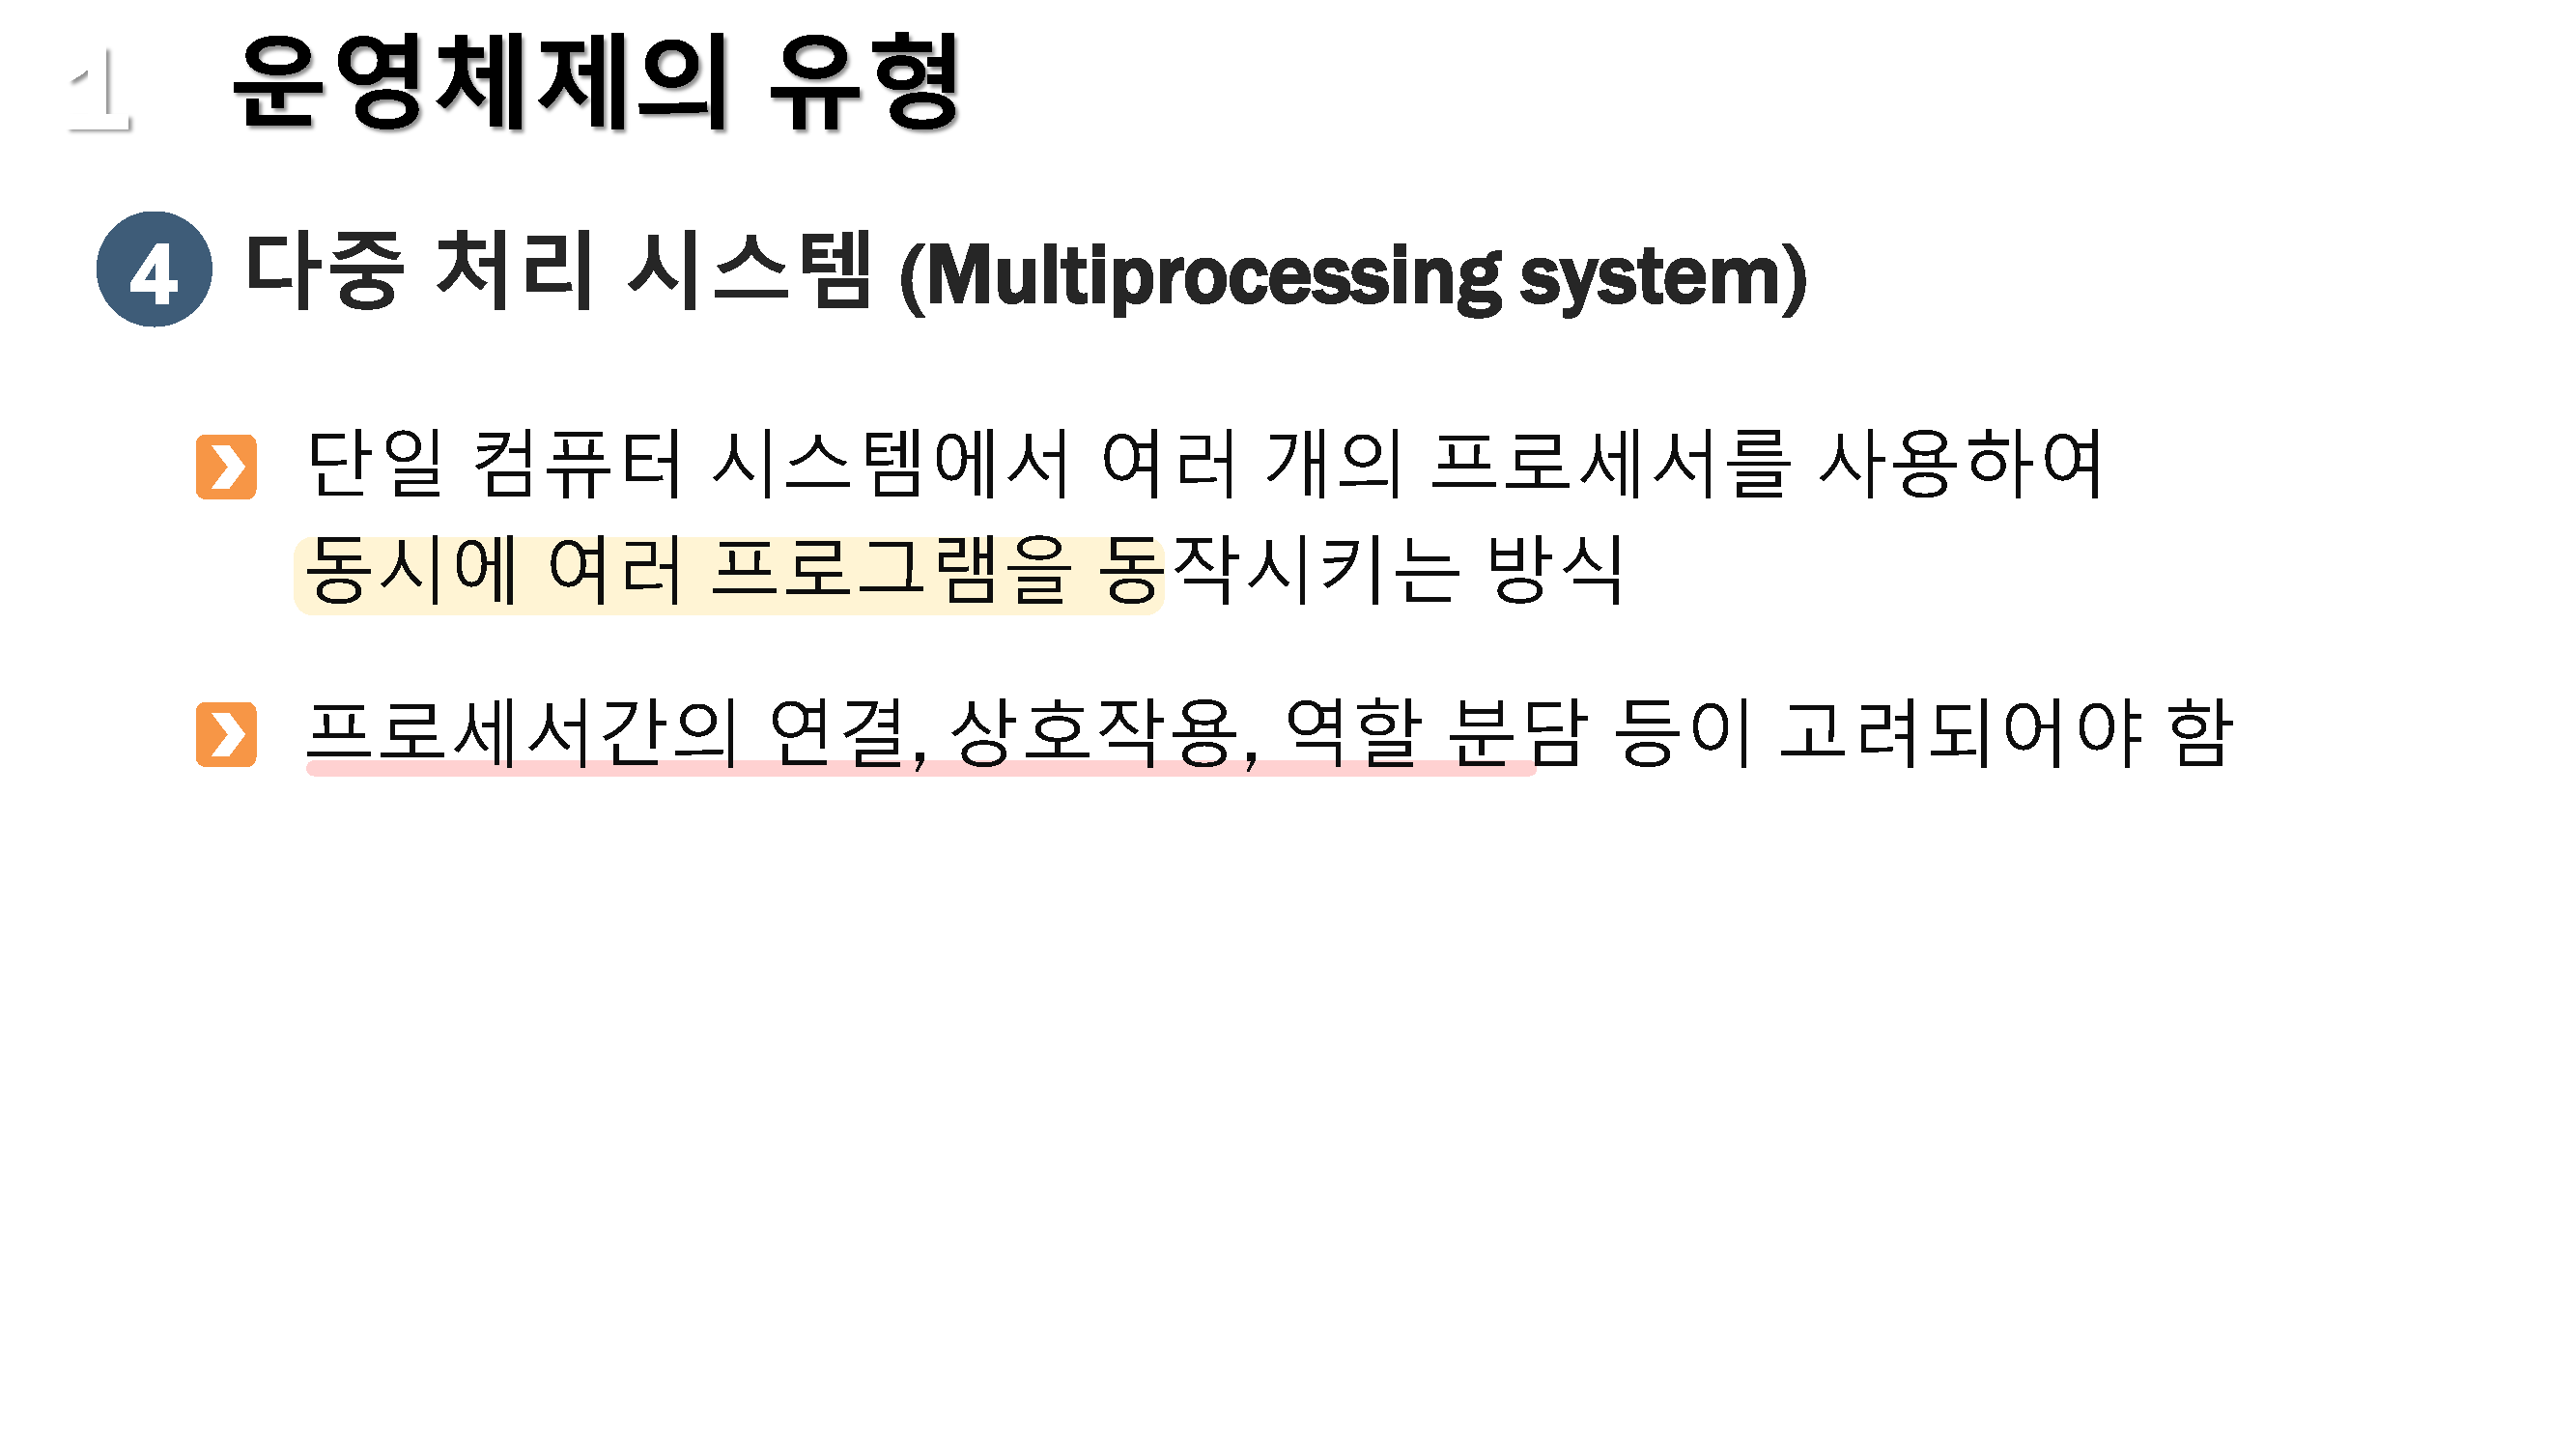 1 운영체제의 유형
4 다중 처리 시스템 (Multiprocessing system)
단일 컴퓨터 시스템에서 여러 개의 프로세서를 사용하여
동시에 여러 프로그램을 동작시키는 방식
프로세서간의 연결, 상호작용, 역할 분담 등이 고려되어야 함